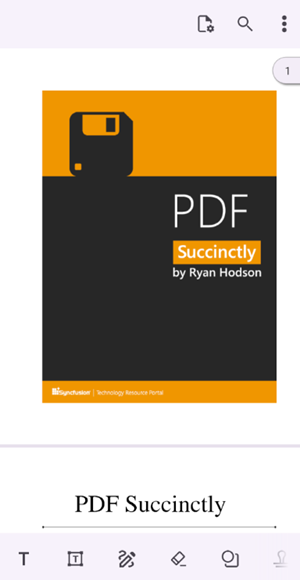 1
PDF
Succinctly
by Ryan Hodson
Syncfusion | Technology Resource Portal
PDF Succinctly
T
T